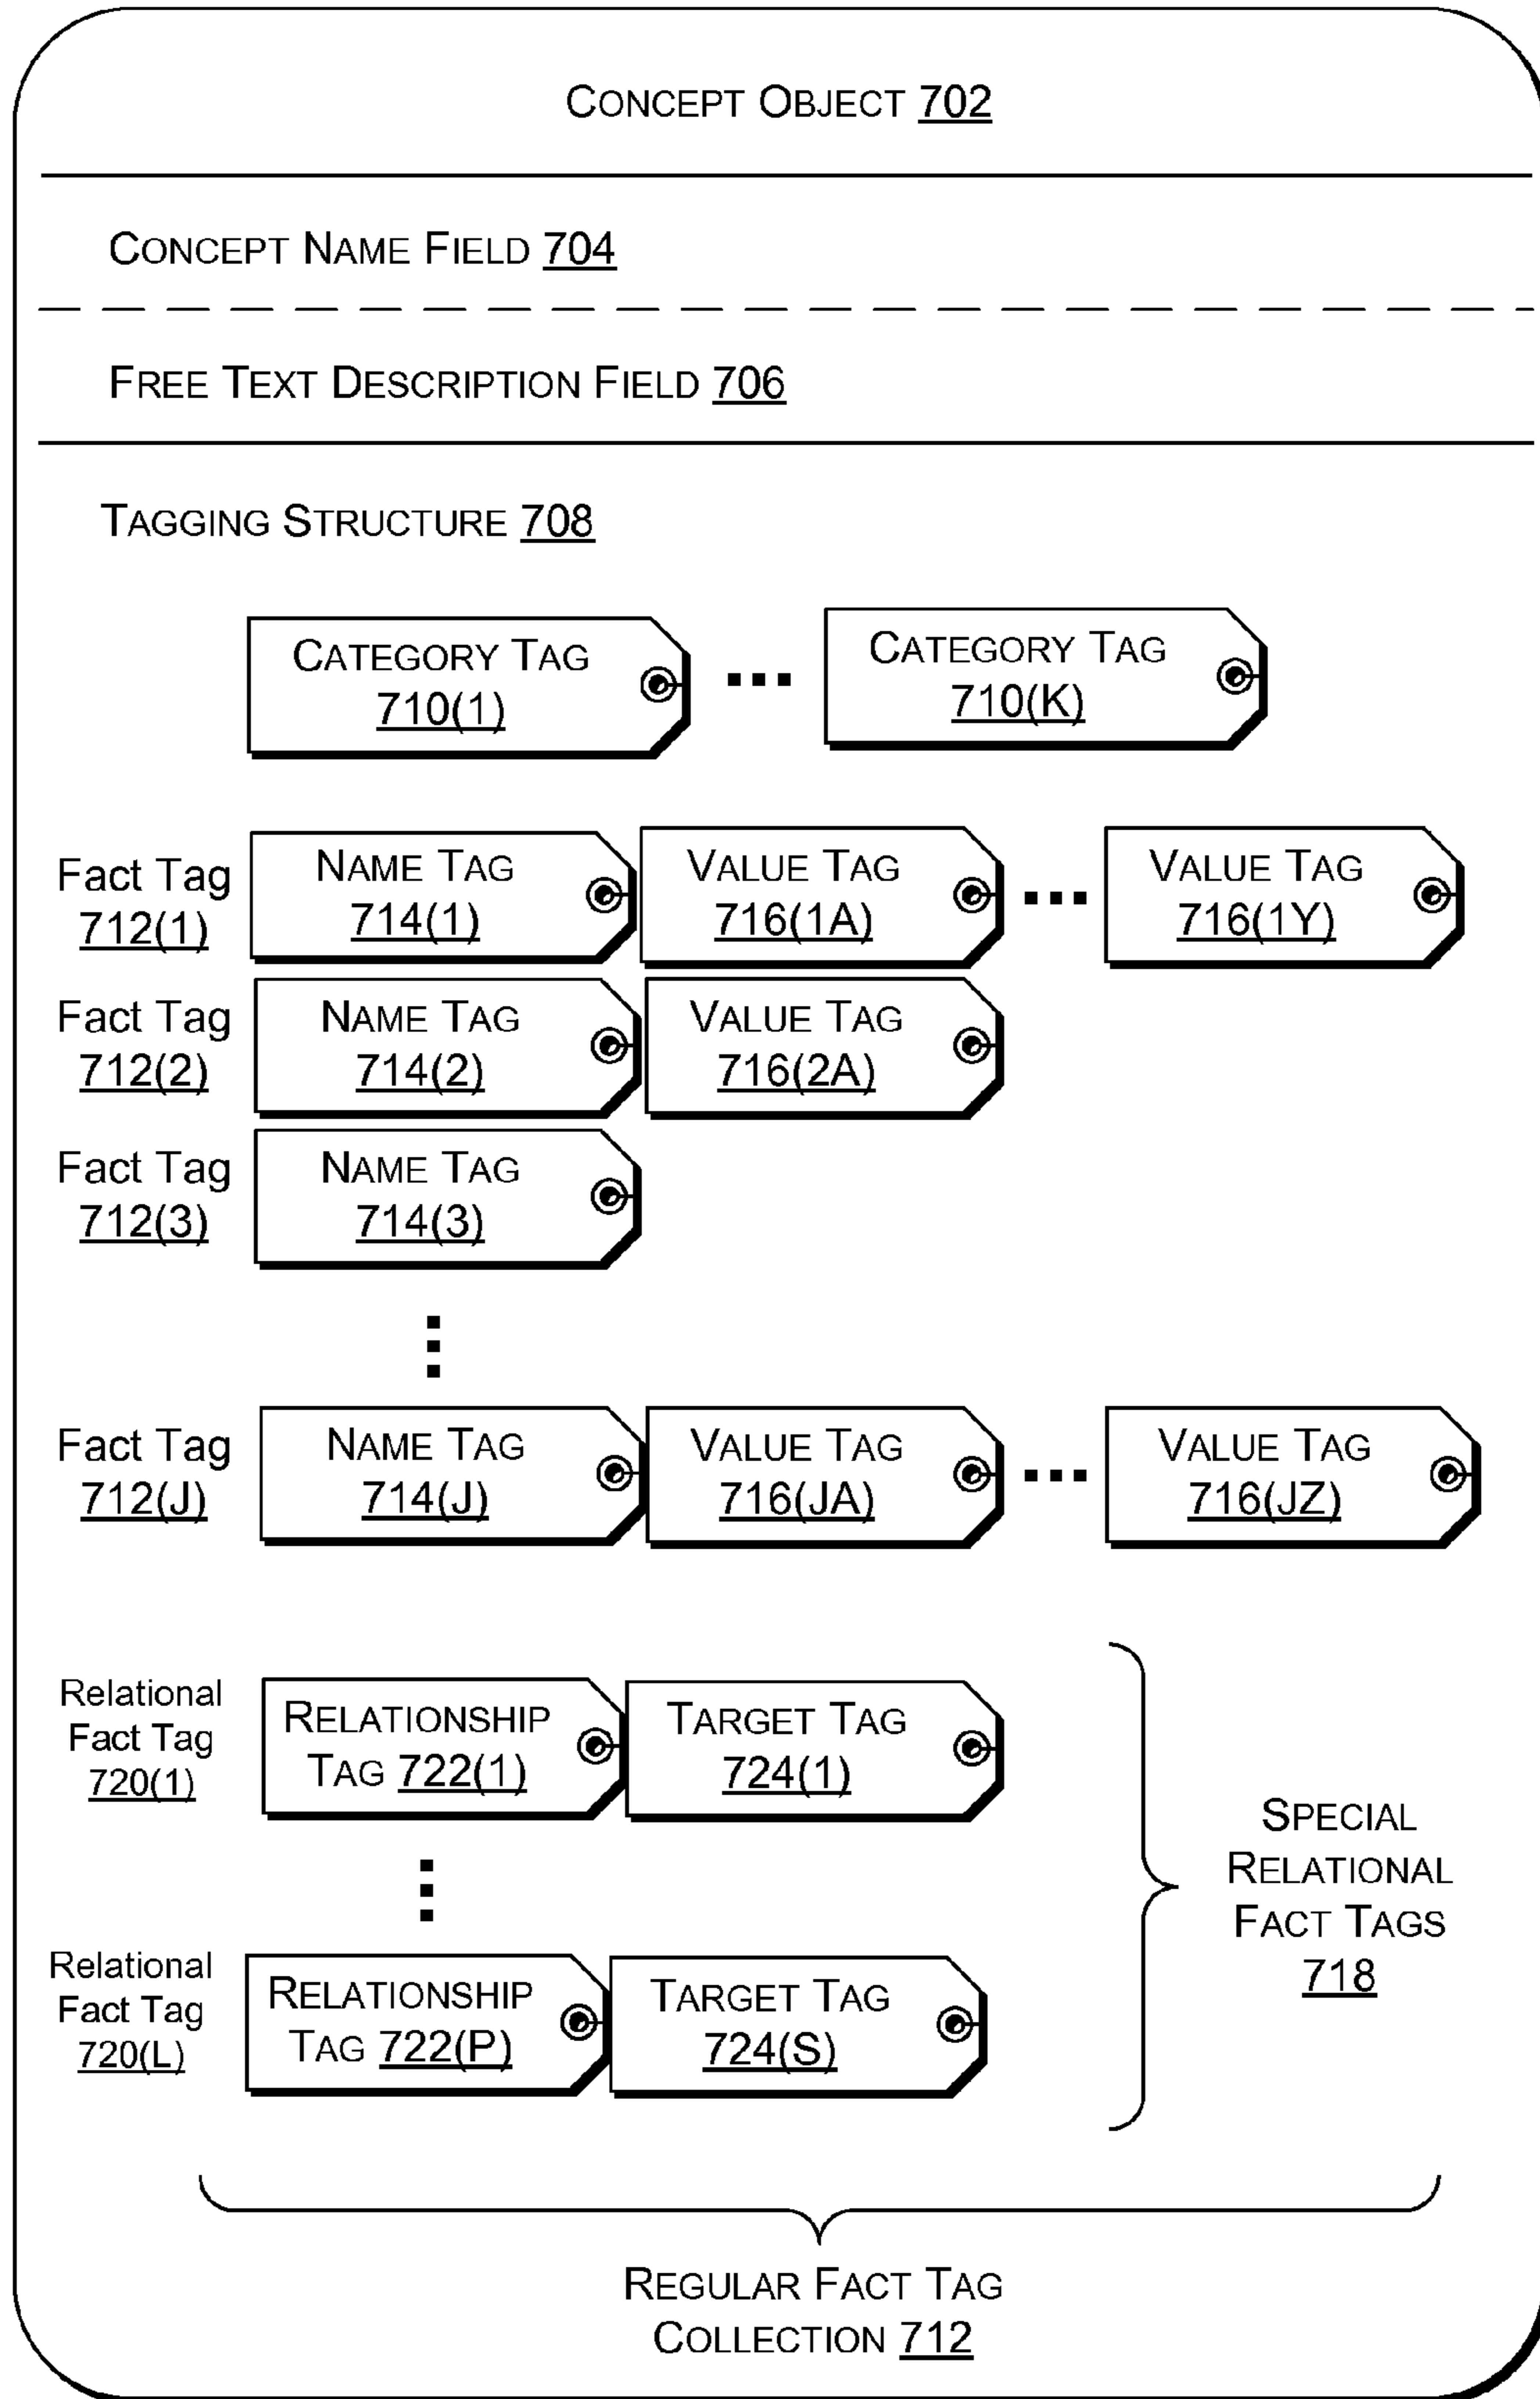 CONCEPT OBJECT 702
CONCEPT NAME FIELD 704
FREE TEXT DESCRIPTION FIELD 706
TAGGING STRUCTURE 708
CATEGORY TAG
710(1)
CATEGORY TAG
710(K)
Fact Tag
712(1)
NAME TAG
714(1)
VALUE TAG
716(1A)
VALUE TAG
716(1Y)
Fact Tag
712(2)
NAME TAG
714(2)
VALUE TAG
716(2A)
Fact Tag
712(3)
NAME TAG
714(3)
Fact Tag
712(J)
NAME TAG
714(J)
VALUE TAG
716(JA)
VALUE TAG
716(JZ)
Relational
Fact Tag
720(1)
RELATIONSHIP
TAG 722(1)
TARGET TAG
724(1)
Relational
Fact Tag
720(L)
RELATIONSHIP
TAG 722(P)
TARGET TAG
724(S)
SPECIAL
RELATIONAL
FACT TAGS
718
REGULAR FACT TAG
COLLECTION 712